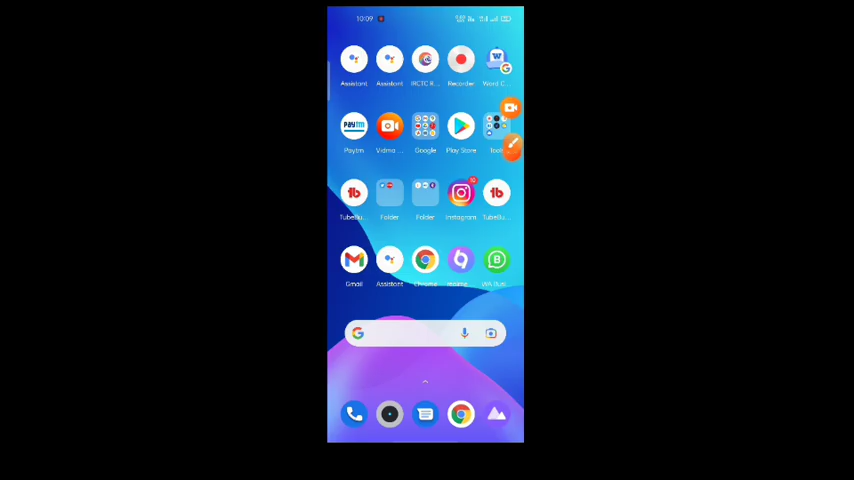 10:09
Assistant Assistant IRCTC R... Recorder Word C...
Paytm Vidma ... Google Play Store Tools
TubeBu... Folder Folder Instagram TubeBu...
Gmail Assistant Chrome realme... WA Busi...